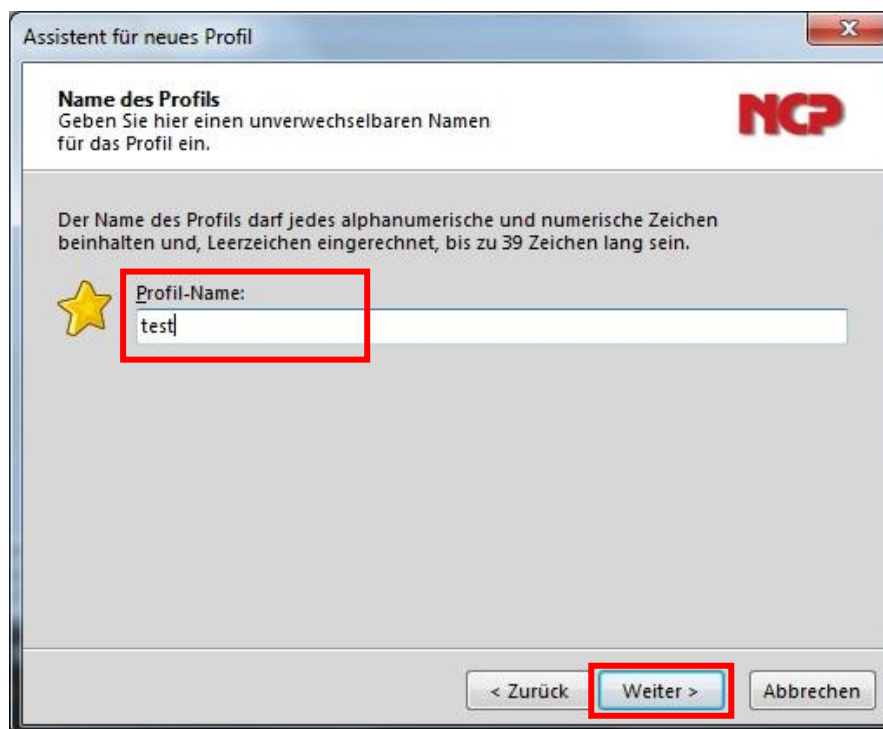 Assistent für neues Profil
Name des Profils
Geben Sie hier einen unverwechselbaren Namen
für das Profil ein.
NCP
Der Name des Profils darf jedes alphanumerische und numerische Zeichen
beinhalten und, Leerzeichen eingerechnet, bis zu 39 Zeichen lang sein.
Profil-Name:
test
< Zurück Weiter > Abbrechen